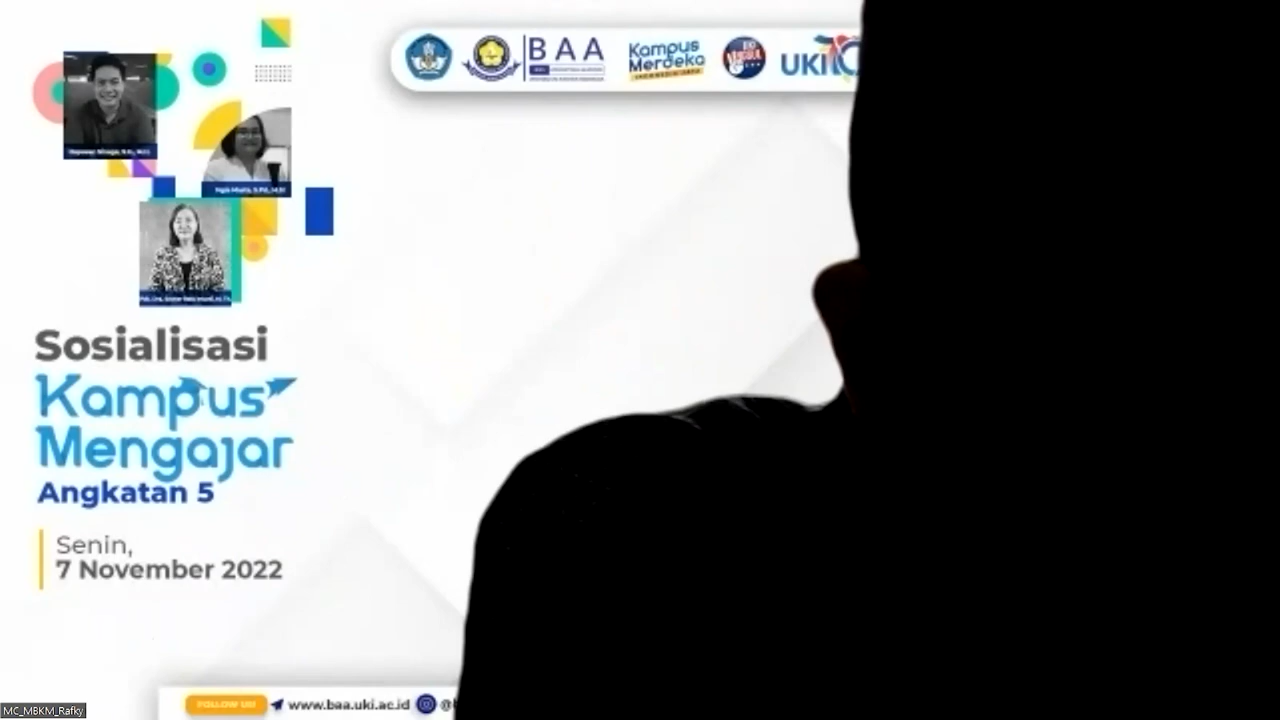 BAA
Kampus
Merdeka
UKI
Sosialisasi
Kampus
Mengajar
Angkatan 5
Senin,
7 November 2022
FOLLOW US!
www.baa.uki.ac.id
MC_MBKM_Rafky